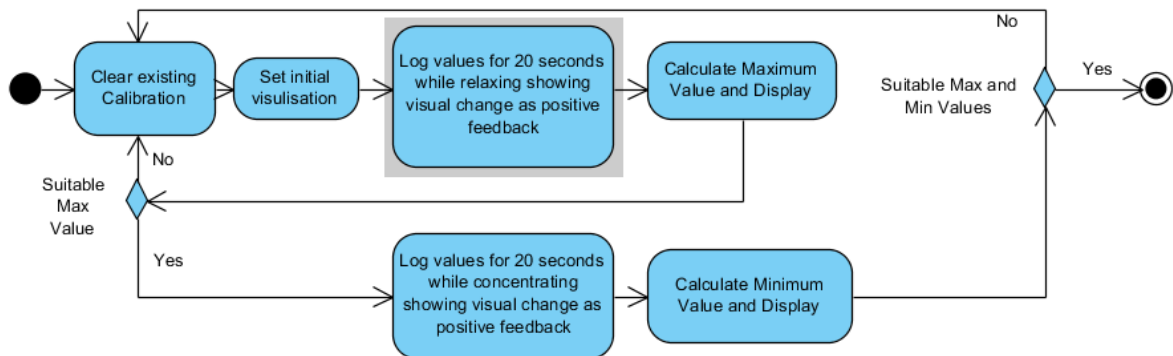 No
Clear existing
Calibration
Set initial
visulisation
Log values for 20 seconds
while relaxing showing
visual change as positive
feedback
Calculate Maximum
Value and Display
Suitable Max and
Min Values
Yes
No
Suitable
Max
Value
Yes
Log values for 20 seconds
while concentrating
showing visual change as
positive feedback
Calculate Minimum
Value and Display